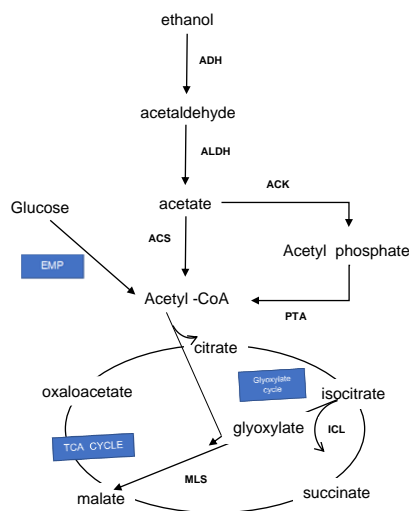 ethanol
ADH
acetaldehyde
ALDH
acetate
ACK
Glucose
ACS
Acetyl phosphate
EMP
Acetyl -CoA
PTA
citrate
Glyoxylate
cycle
oxaloacetate
isocitrate
glyoxylate
ICL
TCA CYCLE
MLS
malate
succinate